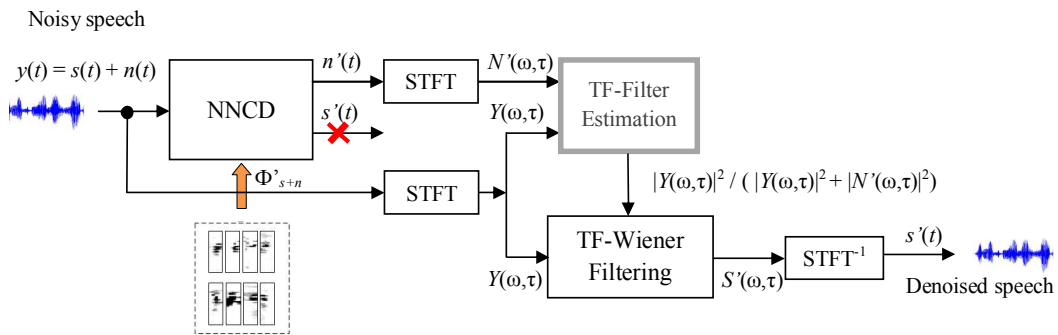 Noisy speech
y(t) = s(t) + n(t)
NNCD
n’(t)
s’(t)
STFT
N’(ω,τ)
Y(ω,τ)
TF-Filter
Estimation
Φ’s+n
STFT
|Y(ω,τ)|² / ( |Y(ω,τ)|² + |N’(ω,τ)|²)
Y(ω,τ)
TF-Wiener
Filtering
S’(ω,τ)
STFT⁻¹
s’(t)
Denoised speech